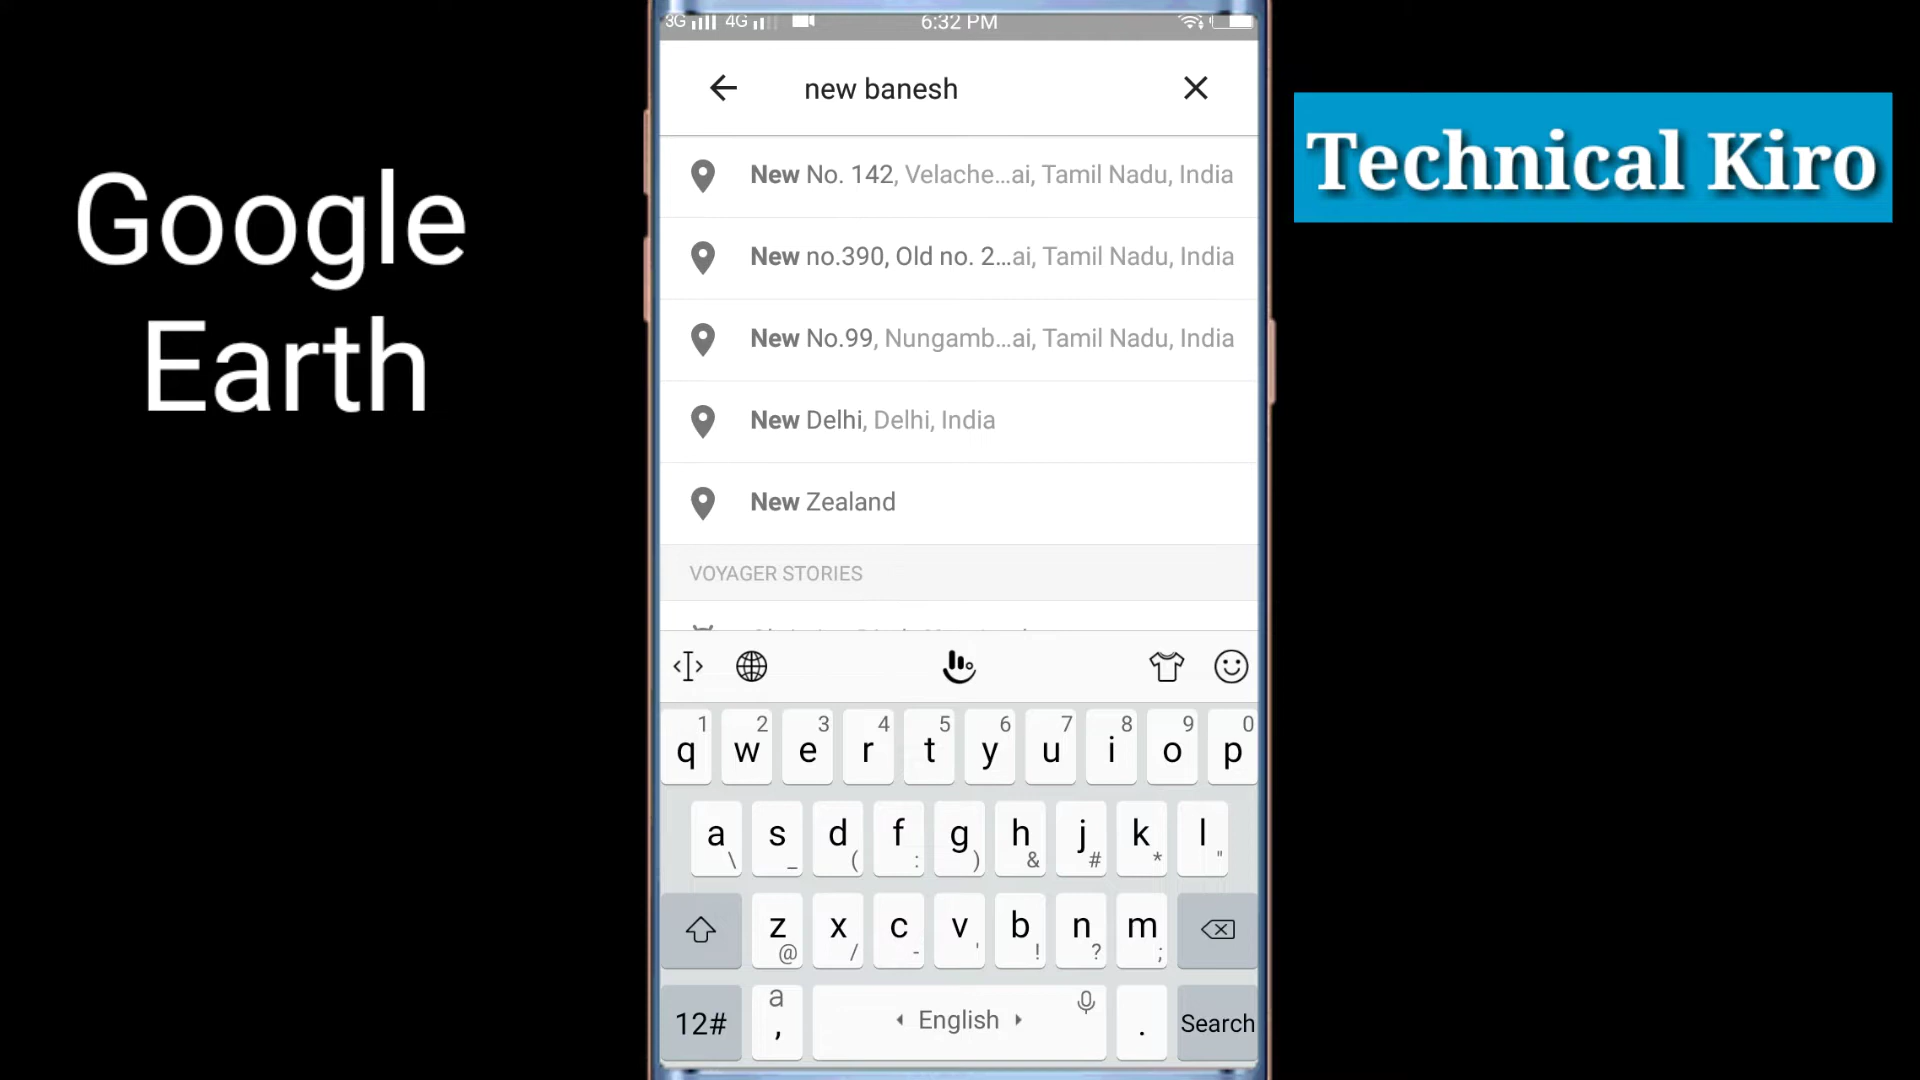 Google
Earth
Technical Kiro
3G 4G 6:32 PM
new banesh
New No. 142, Velache...ai, Tamil Nadu, India
New no.390, Old no. 2...ai, Tamil Nadu, India
New No.99, Nungamb...ai, Tamil Nadu, India
New Delhi, Delhi, India
New Zealand
VOYAGER STORIES
1 2 3 4 5 6 7 8 9 0
q w e r t y u i o p
a s d f g h j k l
\ _ ( : ) & # * "
z x c v b n m
@ / - ' ! ? ;
12# a , English . Search